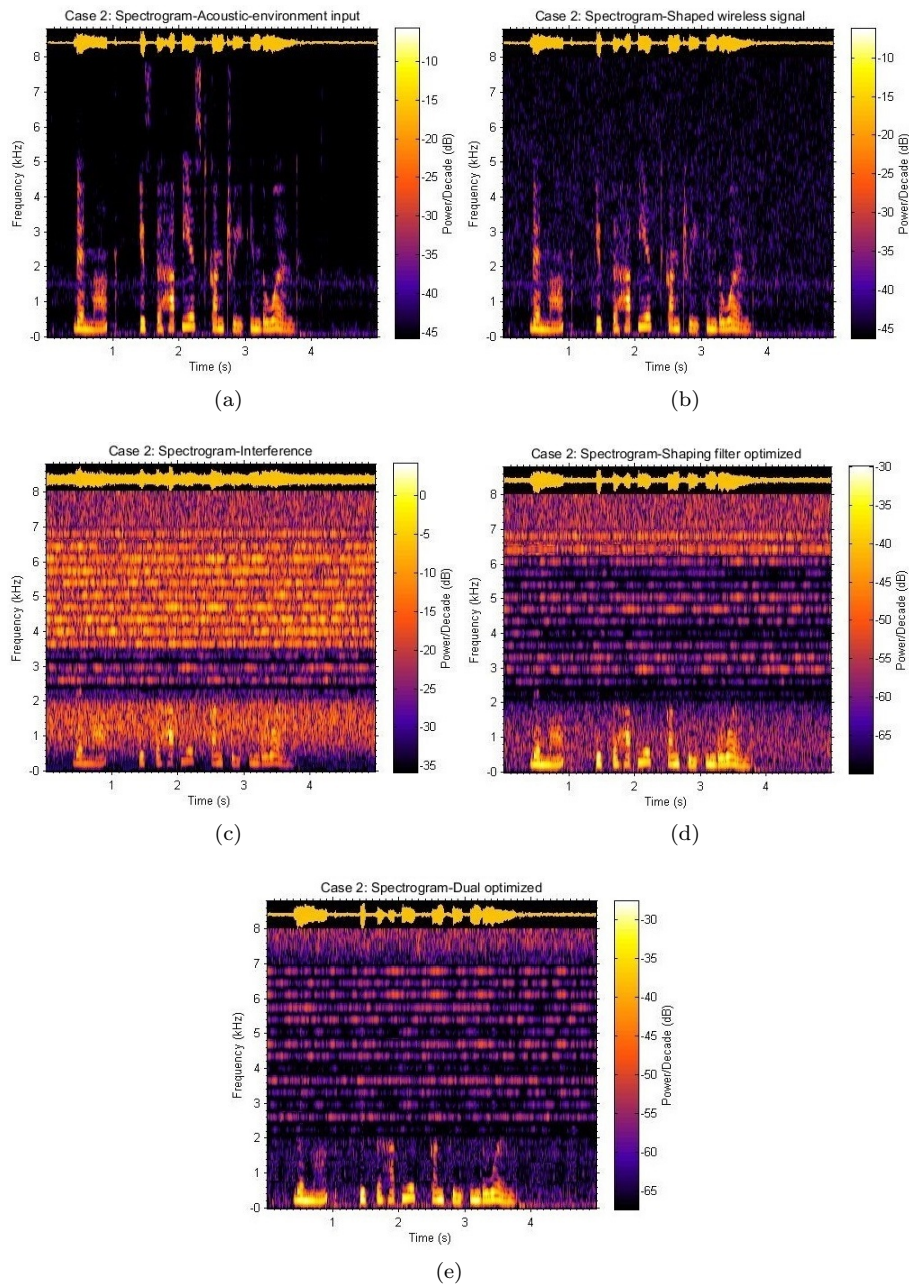 Case 2: Spectrogram-Acoustic-environment input
8
7
6
5
4
3
2
1
-0
Frequency (kHz)
1 2 3 4
Time (s)
-10
-15
-20
-25
-30
-35
-40
-45
Power/Decade (dB)
(a)
Case 2: Spectrogram-Shaped wireless signal
8
7
6
5
4
3
2
1
-0
Frequency (kHz)
1 2 3 4
Time (s)
-10
-15
-20
-25
-30
-35
-40
-45
Power/Decade (dB)
(b)
Case 2: Spectrogram-Interference
8
7
6
5
4
3
2
1
-0
Frequency (kHz)
1 2 3 4
Time (s)
0
-5
-10
-15
-20
-25
-30
-35
Power/Decade (dB)
(c)
Case 2: Spectrogram-Shaping filter optimized
8
7
6
5
4
3
2
1
-0
Frequency (kHz)
1 2 3 4
Time (s)
-30
-35
-40
-45
-50
-55
-60
-65
Power/Decade (dB)
(d)
Case 2: Spectrogram-Dual optimized
8
7
6
5
4
3
2
1
-0
Frequency (kHz)
1 2 3 4
Time (s)
-30
-35
-40
-45
-50
-55
-60
-65
Power/Decade (dB)
(e)